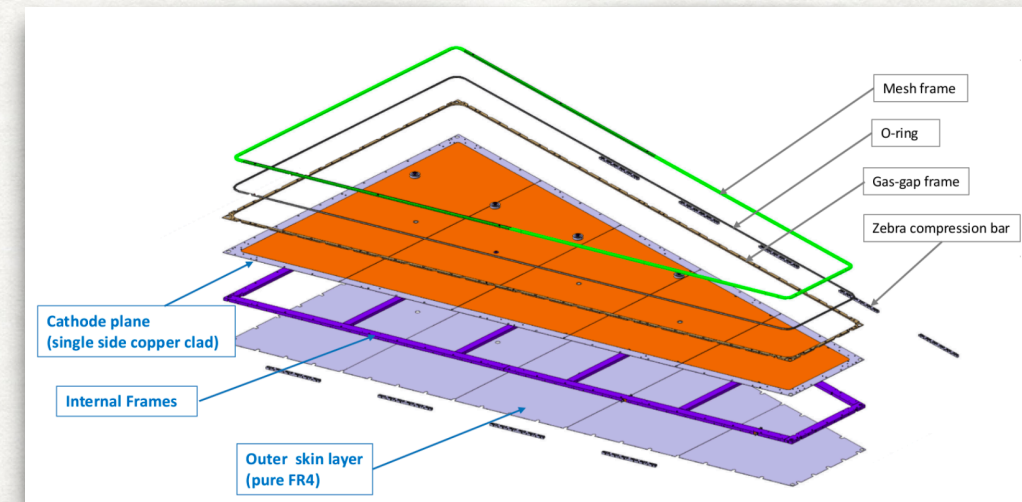 Mesh frame
O-ring
Gas-gap frame
Zebra compression bar
Cathode plane
(single side copper clad)
Internal Frames
Outer skin layer
(pure FR4)